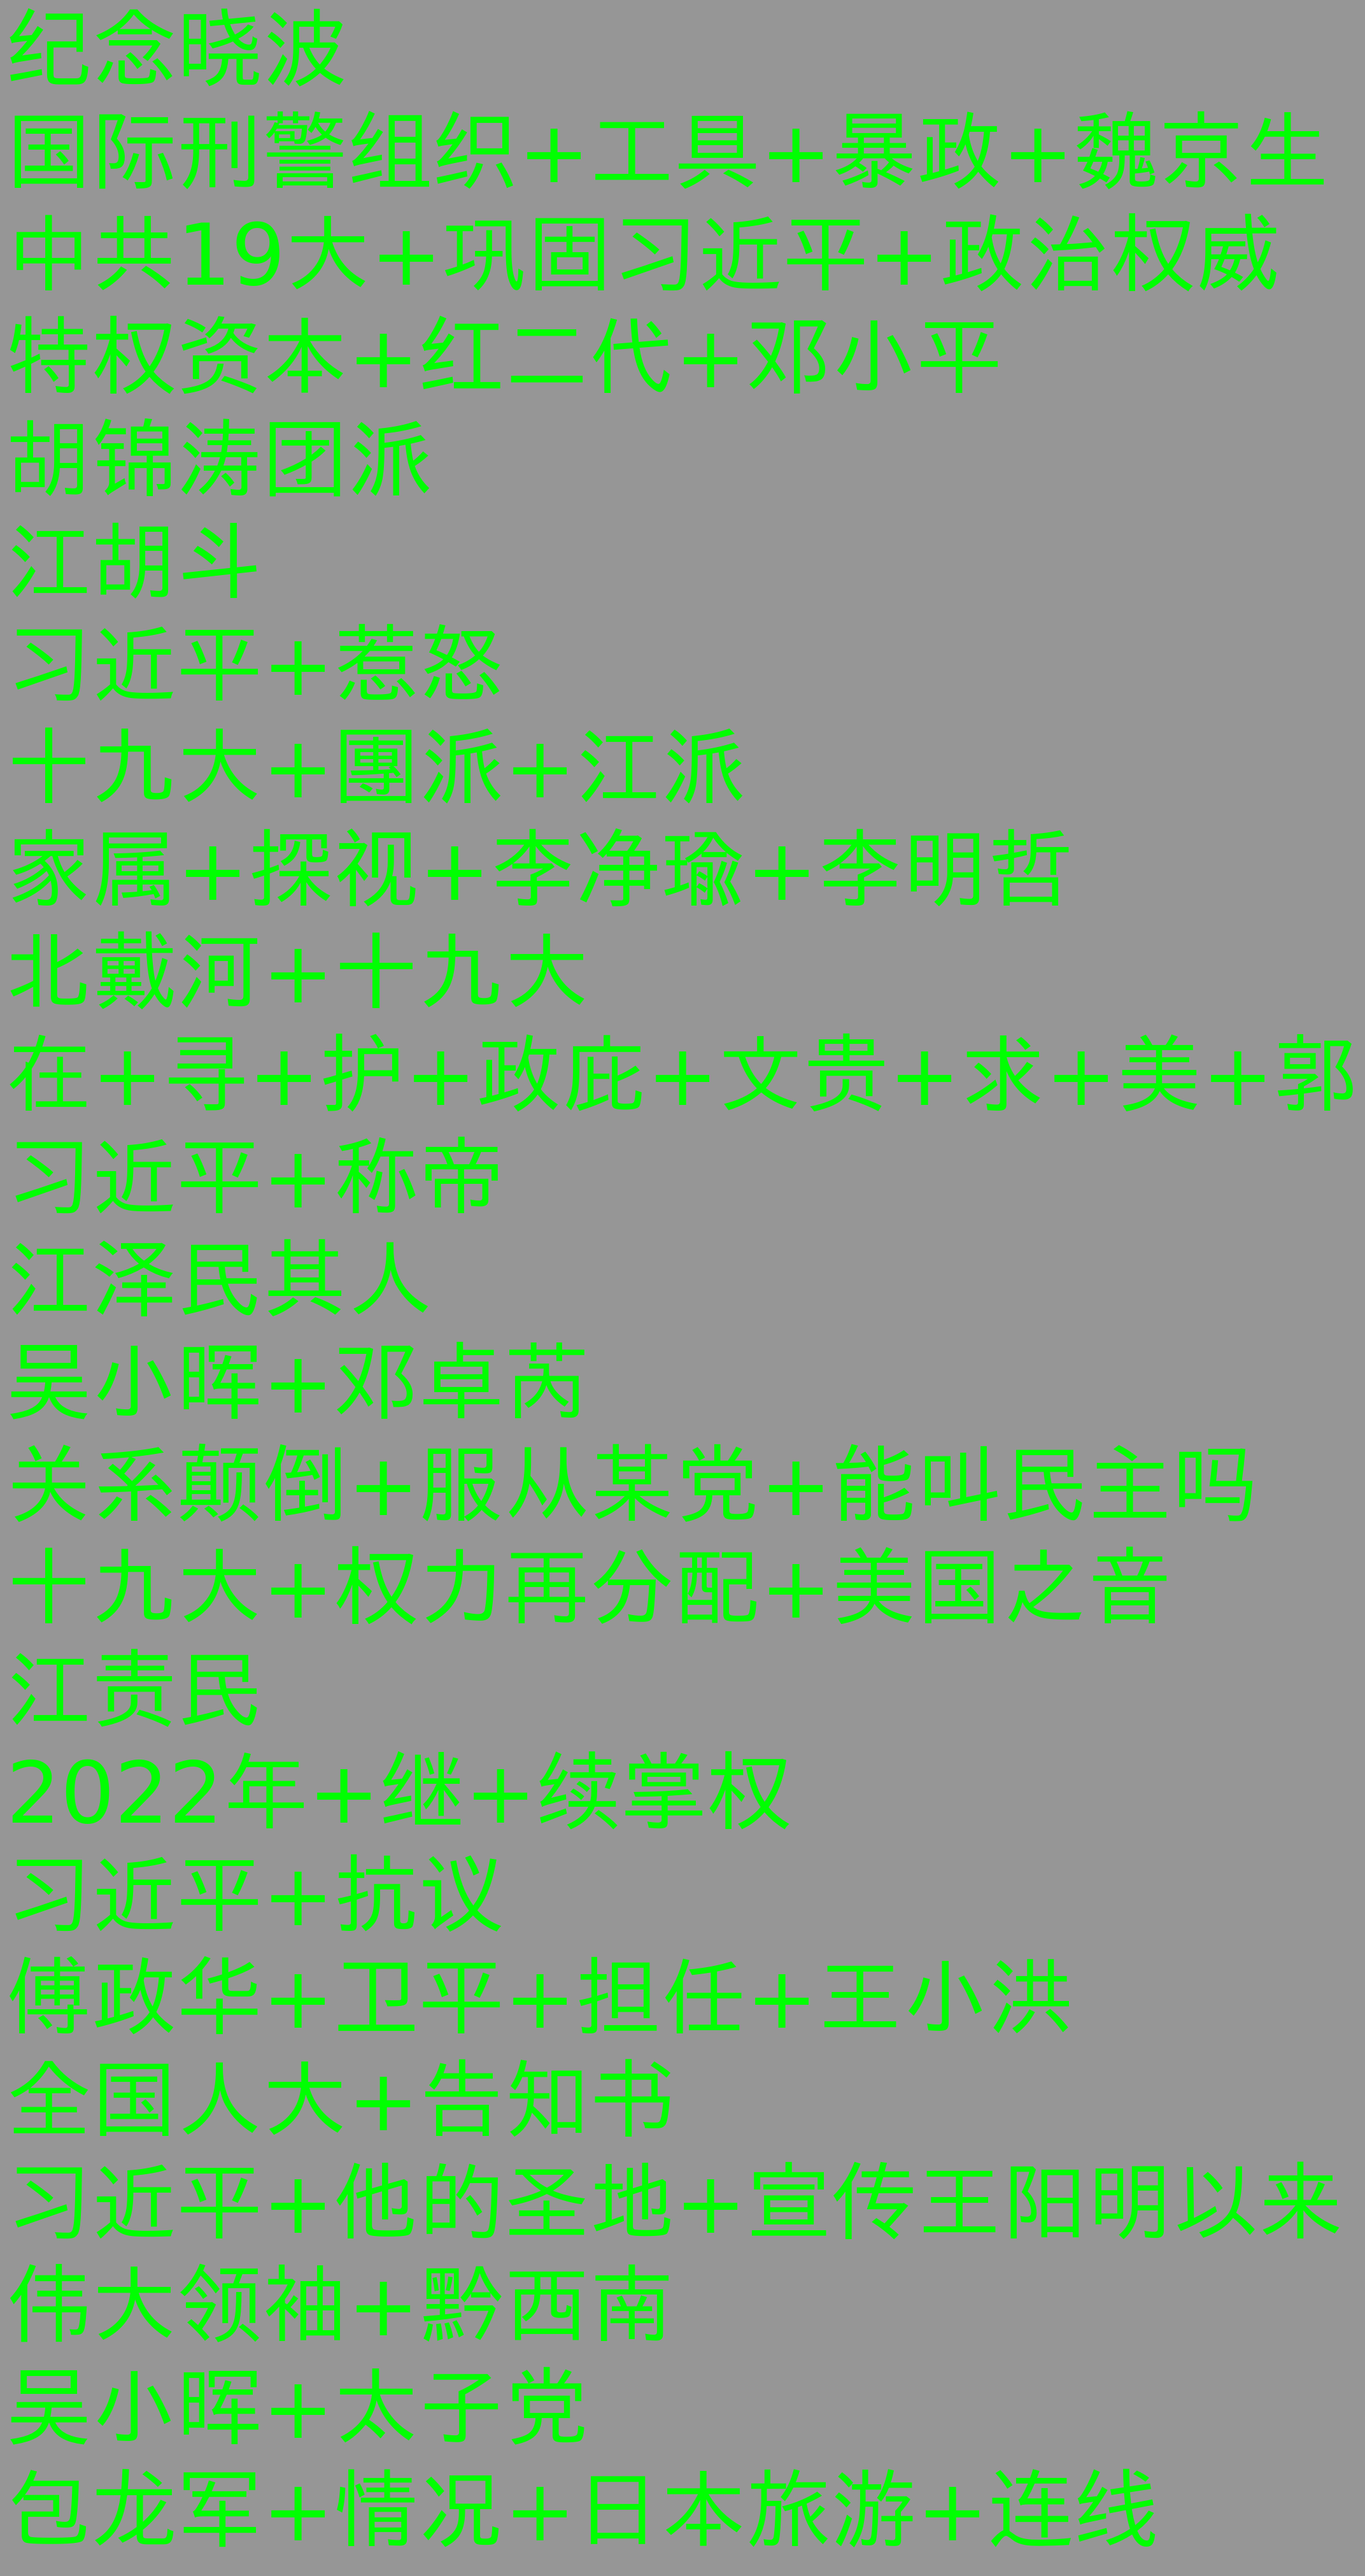 纪念晓波
国际刑警组织+工具+暴政+魏京生
中共19大+巩固习近平+政治权威
特权资本+红二代+邓小平
胡锦涛团派
江胡斗
习近平+惹怒
十九大+團派+江派
家属+探视+李净瑜+李明哲
北戴河+十九大
在+寻+护+政庇+文贵+求+美+郭
习近平+称帝
江泽民其人
吴小晖+邓卓芮
关系颠倒+服从某党+能叫民主吗
十九大+权力再分配+美国之音
江责民
2022年+继+续掌权
习近平+抗议
傅政华+卫平+担任+王小洪
全国人大+告知书
习近平+他的圣地+宣传王阳明以来
伟大领袖+黔西南
吴小晖+太子党
包龙军+情况+日本旅游+连线